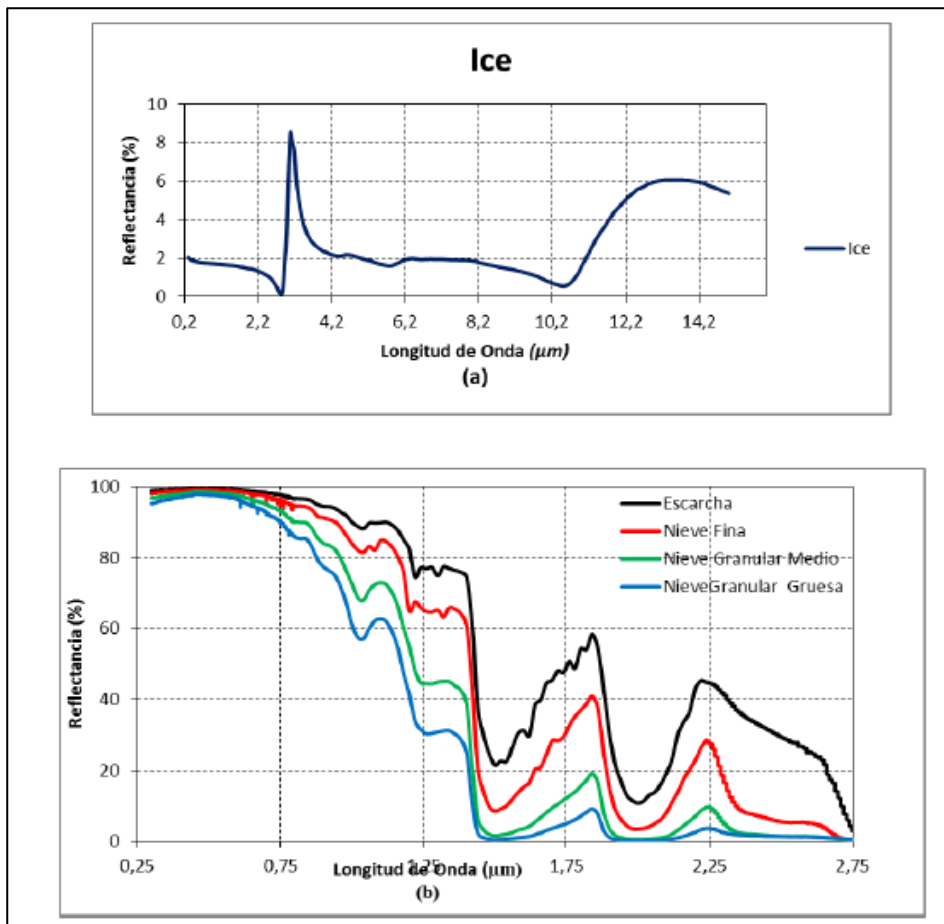 Ice
10
8
6
4
2
0
Reflectancia (%)
0,2 2,2 4,2 6,2 8,2 10,2 12,2 14,2
Longitud de Onda (μm)
(a)
Ice
100
80
60
40
20
0
Reflectancia (%)
Escarcha
Nieve Fina
Nieve Granular Medio
NieveGranular Gruesa
0,25 0,75 1,25 1,75 2,25 2,75
Longitud de Onda (μm)
(b)